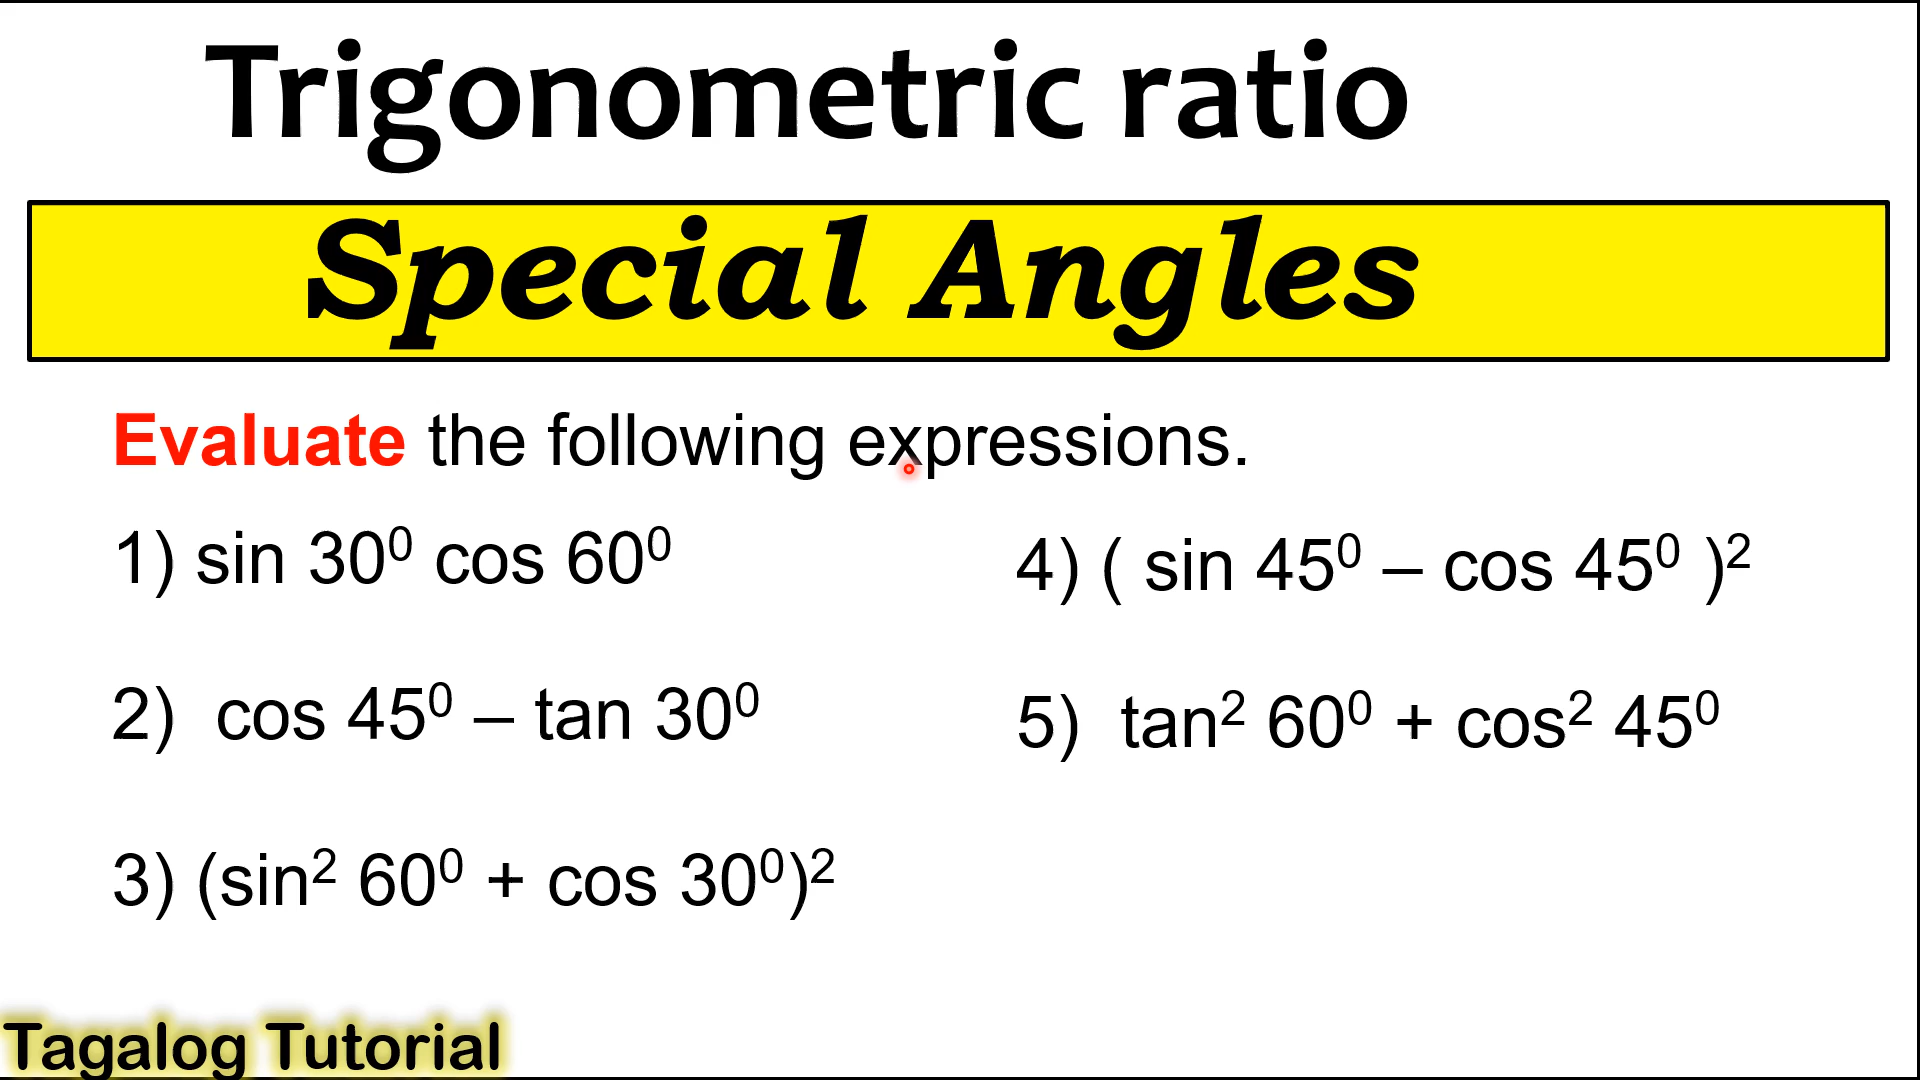 Trigonometric ratio
Special Angles
Evaluate the following expressions.
1) sin 30⁰ cos 60⁰
2) cos 45⁰ – tan 30⁰
3) (sin² 60⁰ + cos 30⁰)²
4) ( sin 45⁰ – cos 45⁰ )²
5) tan² 60⁰ + cos² 45⁰
Tagalog Tutorial